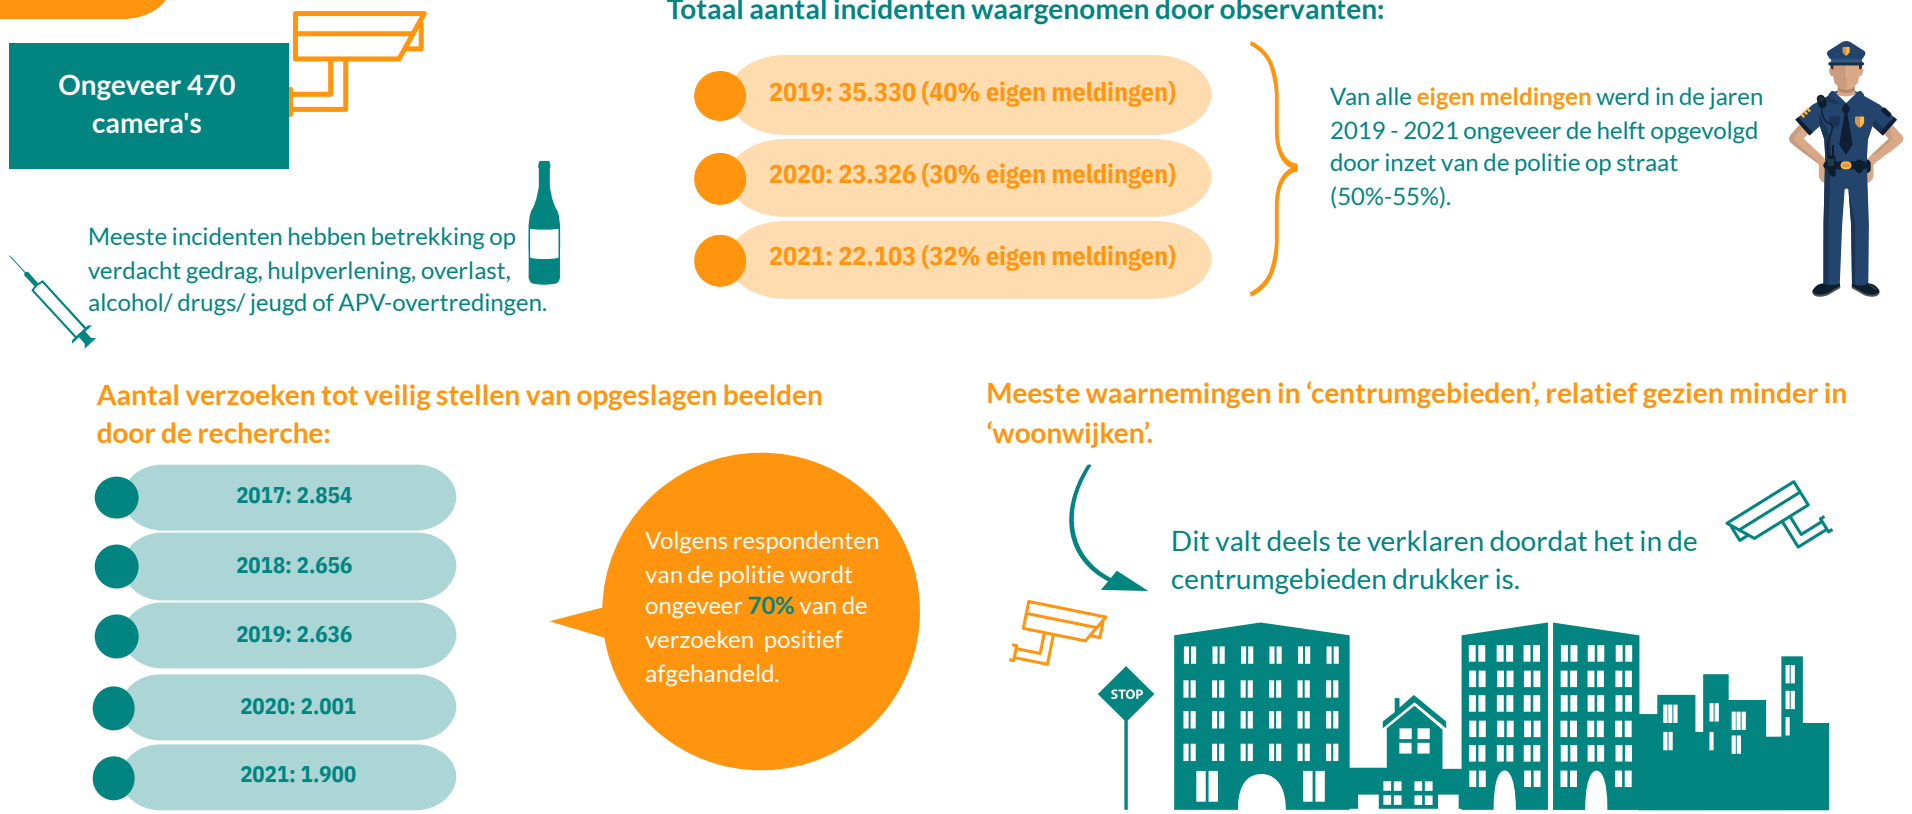 Totaal aantal incidenten waargenomen door observanten:
Ongeveer 470
camera's
2019: 35.330 (40% eigen meldingen)
2020: 23.326 (30% eigen meldingen)
2021: 22.103 (32% eigen meldingen)
Van alle eigen meldingen werd in de jaren
2019 - 2021 ongeveer de helft opgevolgd
door inzet van de politie op straat
(50%-55%).
Meeste incidenten hebben betrekking op
verdacht gedrag, hulpverlening, overlast,
alcohol/ drugs/ jeugd of APV-overtredingen.
Aantal verzoeken tot veilig stellen van opgeslagen beelden
door de recherche:
2017: 2.854
2018: 2.656
2019: 2.636
2020: 2.001
2021: 1.900
Volgens respondenten
van de politie wordt
ongeveer 70% van de
verzoeken positief
afgehandeld.
Meeste waarnemingen in ‘centrumgebieden’, relatief gezien minder in
‘woonwijken’.
Dit valt deels te verklaren doordat het in de
centrumgebieden drukker is.
STOP